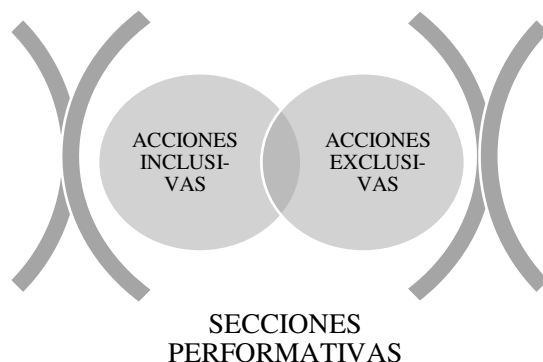 ACCIONES
INCLUSI-
VAS
ACCIONES
EXCLUSI-
VAS
SECCIONES
PERFORMATIVAS